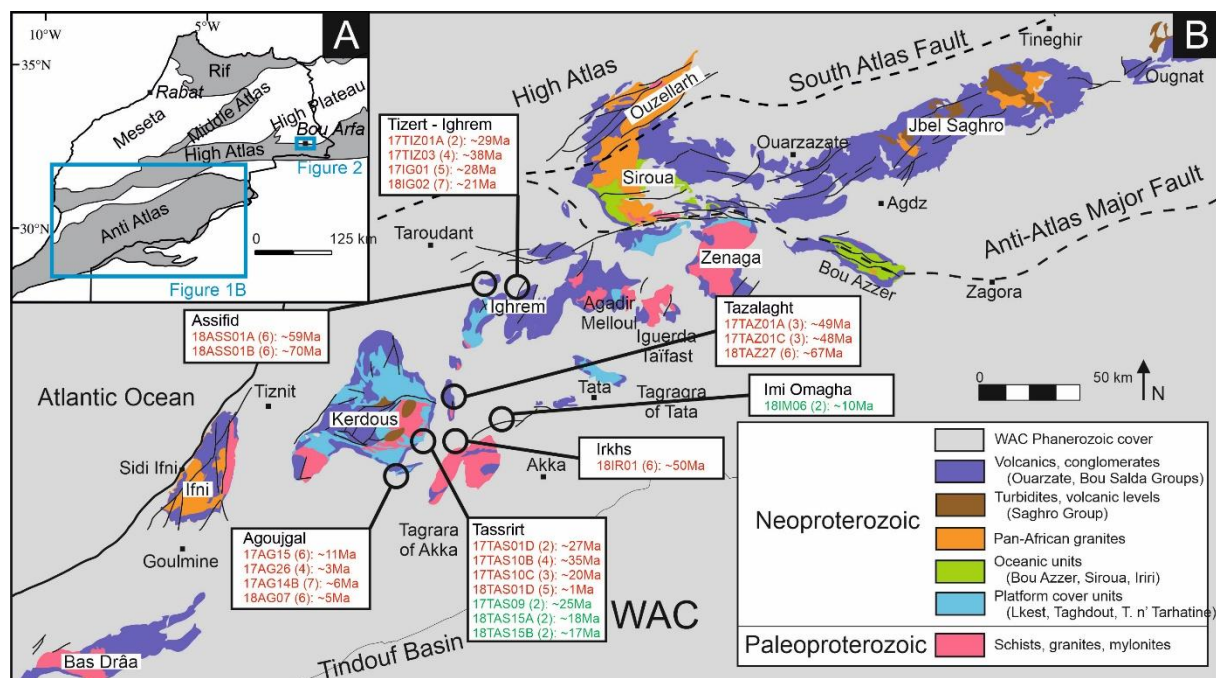 10°W
5°W
A
35°N
Rif
Rabat
Meseta
Middle Atlas
High Plateau
Bou Arfa
High Atlas
Figure 2
Anti Atlas
30°N
0 125 km
Figure 1B
B
High Atlas
South Atlas Fault
Tineghir
Ougnat
Ouzellarh
Jbel Saghro
Ouarzazate
Siroua
Agdz
Anti-Atlas Major Fault
Taroudant
Zenaga
Bou Azzer
Zagora
Tizert - Ighrem
17TIZ01A (2): ~29Ma
17TIZ03 (4): ~38Ma
17IG01 (5): ~28Ma
18IG02 (7): ~21Ma
Ighrem
Agadir
Melloul
Iguerda
Taïfast
Assifid
18ASS01A (6): ~59Ma
18ASS01B (6): ~70Ma
Tazalaght
17TAZ01A (3): ~49Ma
17TAZ01C (3): ~48Ma
18TAZ27 (6): ~67Ma
Atlantic Ocean
Tiznit
Tata
Tagragra
of Tata
0 50 km
N
Imi Omagha
18IM06 (2): ~10Ma
Kerdous
Irkhs
18IR01 (6): ~50Ma
Akka
Sidi Ifni
Ifni
Goulmine
Tagrara
of Akka
Agoujgal
17AG15 (6): ~11Ma
17AG26 (4): ~3Ma
17AG14B (7): ~6Ma
18AG07 (6): ~5Ma
Tassrirt
17TAS01D (2): ~27Ma
17TAS10B (4): ~35Ma
17TAS10C (3): ~20Ma
18TAS01D (5): ~1Ma
17TAS09 (2): ~25Ma
18TAS15A (2): ~18Ma
18TAS15B (2): ~17Ma
WAC
Tindouf Basin
Bas Drâa
WAC Phanerozoic cover
Neoproterozoic
Volcanics, conglomerates
(Ouarzate, Bou Salda Groups)
Turbidites, volcanic levels
(Saghro Group)
Pan-African granites
Oceanic units
(Bou Azzer, Siroua, Iriri)
Platform cover units
(Lkest, Taghdout, T. n' Tarhatine)
Paleoproterozoic
Schists, granites, mylonites